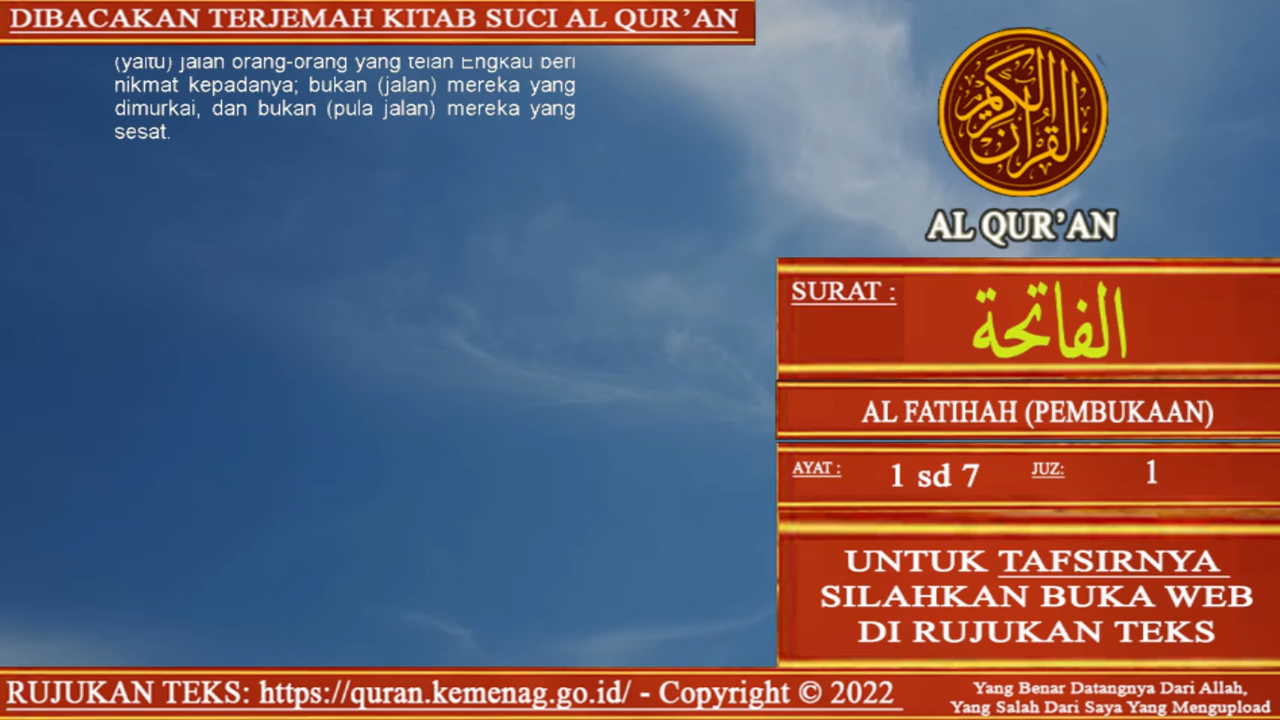 DIBACAKAN TERJEMAH KITAB SUCI AL QUR’AN
(yaitu) jalan orang-orang yang telah Engkau beri
nikmat kepadanya; bukan (jalan) mereka yang
dimurkai, dan bukan (pula jalan) mereka yang
sesat.
القرآن الكريم
AL QUR’AN
SURAT :
الفاتحة
AL FATIHAH (PEMBUKAAN)
AYAT : 1 sd 7 JUZ: 1
UNTUK TAFSIRNYA
SILAHKAN BUKA WEB
DI RUJUKAN TEKS
RUJUKAN TEKS: https://quran.kemenag.go.id/ - Copyright © 2022
Yang Benar Datangnya Dari Allah,
Yang Salah Dari Saya Yang Mengupload